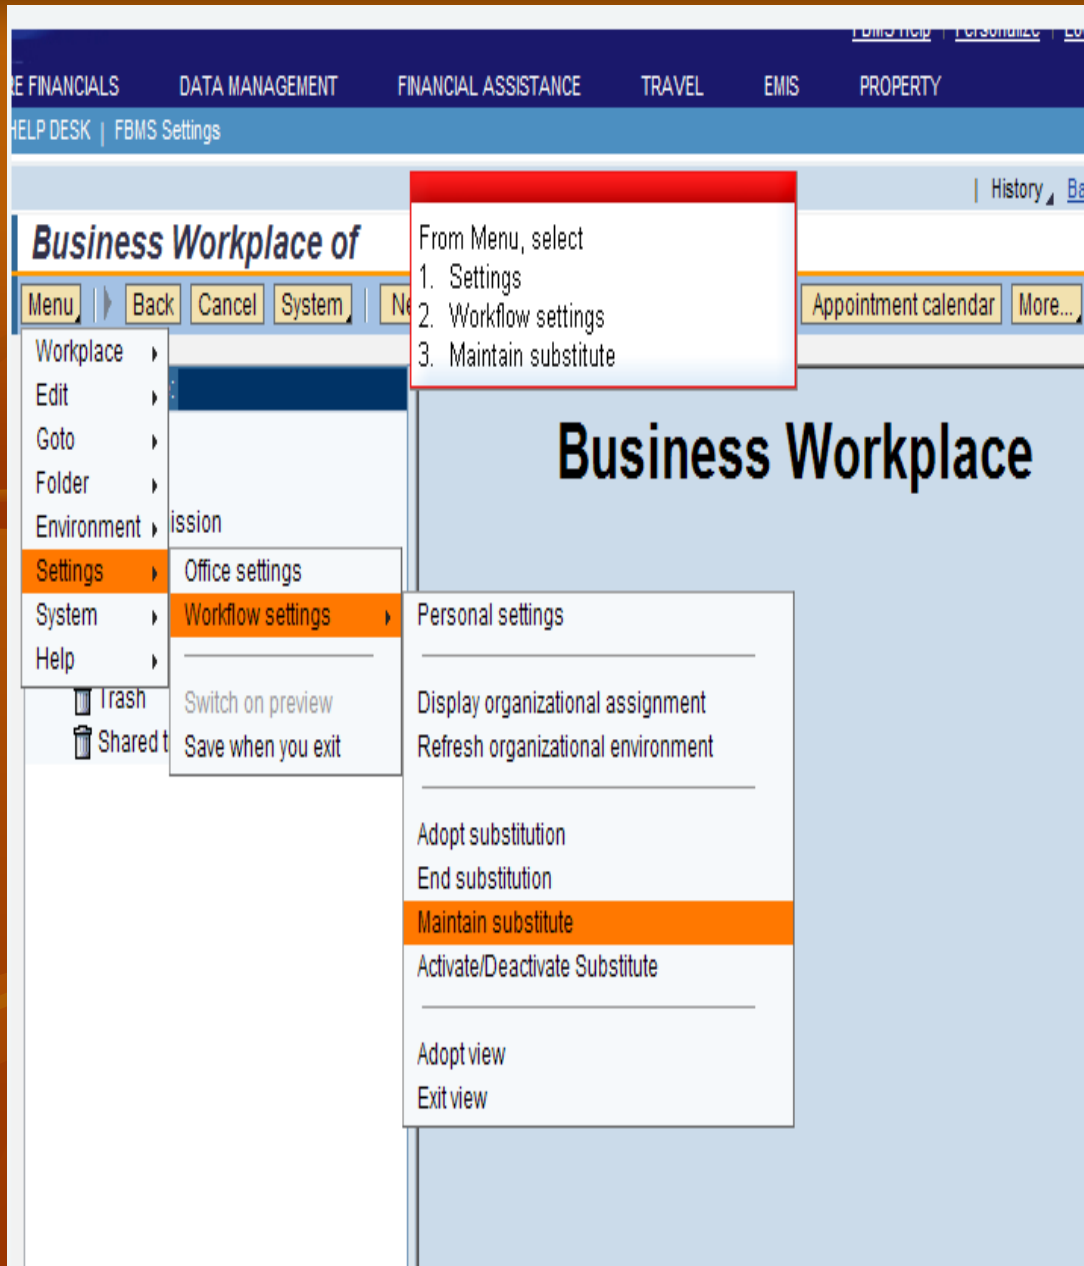 FBMS Help | Personalize |
FINANCIALS DATA MANAGEMENT FINANCIAL ASSISTANCE TRAVEL EMIS PROPERTY
HELP DESK | FBMS Settings
| History
Business Workplace of
From Menu, select
1. Settings
2. Workflow settings
3. Maintain substitute
Menu Back Cancel System Appointment calendar More...
Workplace
Edit
Goto
Folder
Environment
Settings
System
Help
Business Workplace
ission
Office settings
Workflow settings
Switch on preview
Save when you exit
Trash
Shared t
Personal settings
Display organizational assignment
Refresh organizational environment
Adopt substitution
End substitution
Maintain substitute
Activate/Deactivate Substitute
Adopt view
Exit view